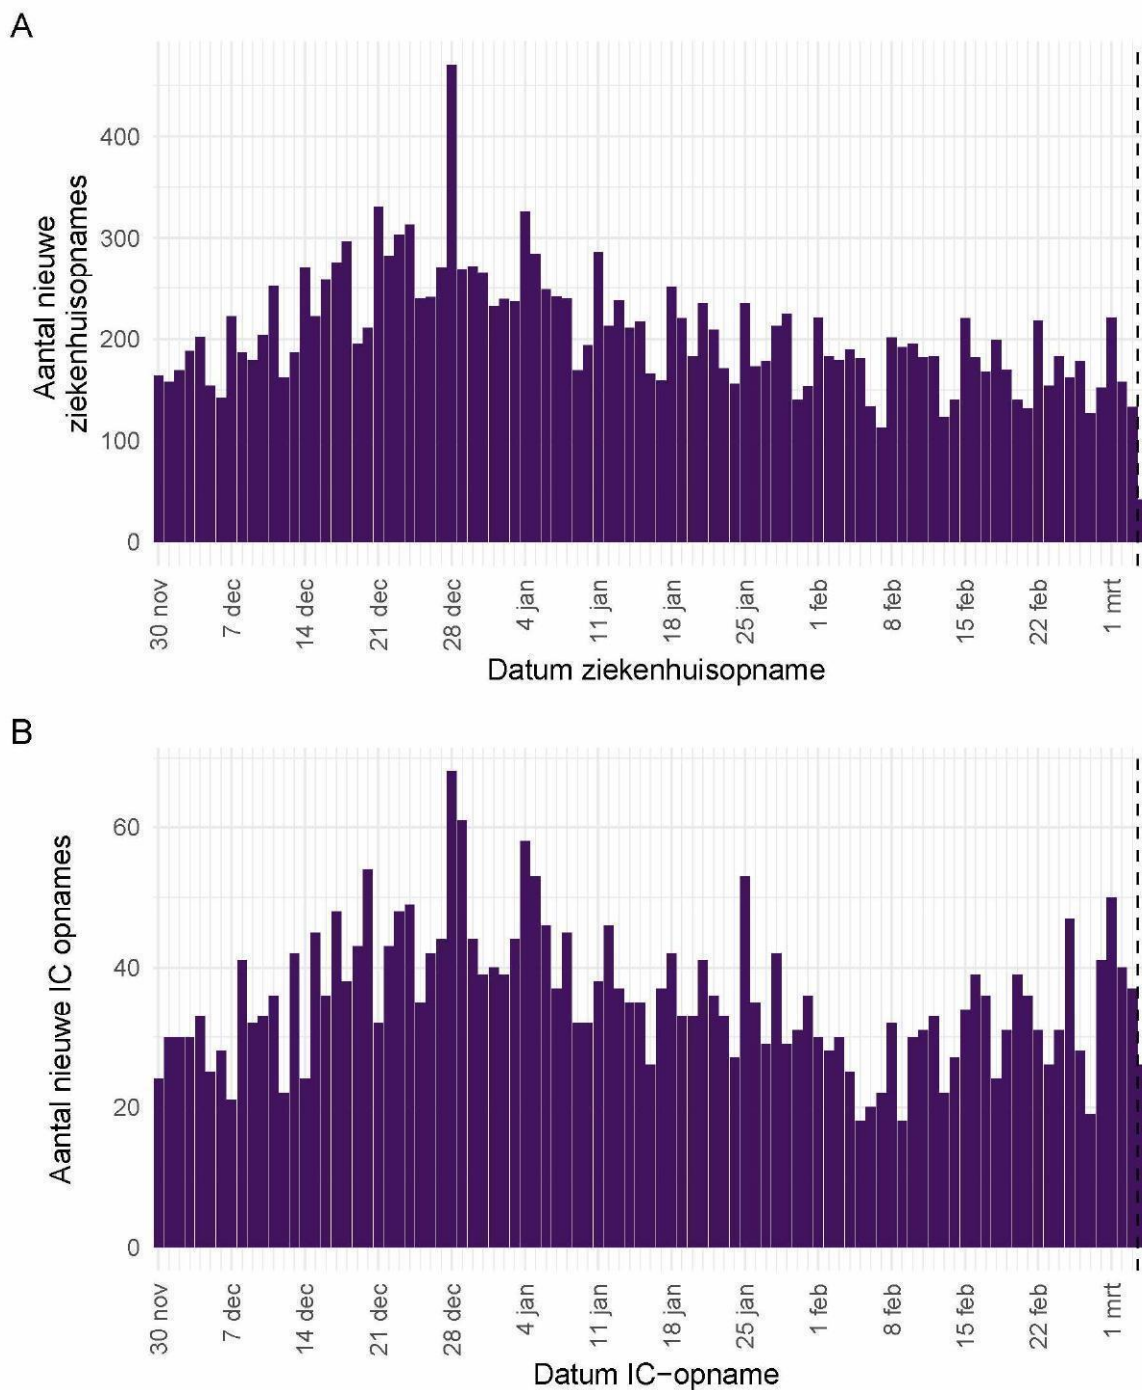 A
400
300
200
100
0
Aantal nieuwe
ziekenhuisopnames
30 nov
7 dec
14 dec
21 dec
28 dec
4 jan
11 jan
18 jan
25 jan
1 feb
8 feb
15 feb
22 feb
1 mrt
Datum ziekenhuisopname
B
60
40
20
0
Aantal nieuwe IC opnames
30 nov
7 dec
14 dec
21 dec
28 dec
4 jan
11 jan
18 jan
25 jan
1 feb
8 feb
15 feb
22 feb
1 mrt
Datum IC−opname